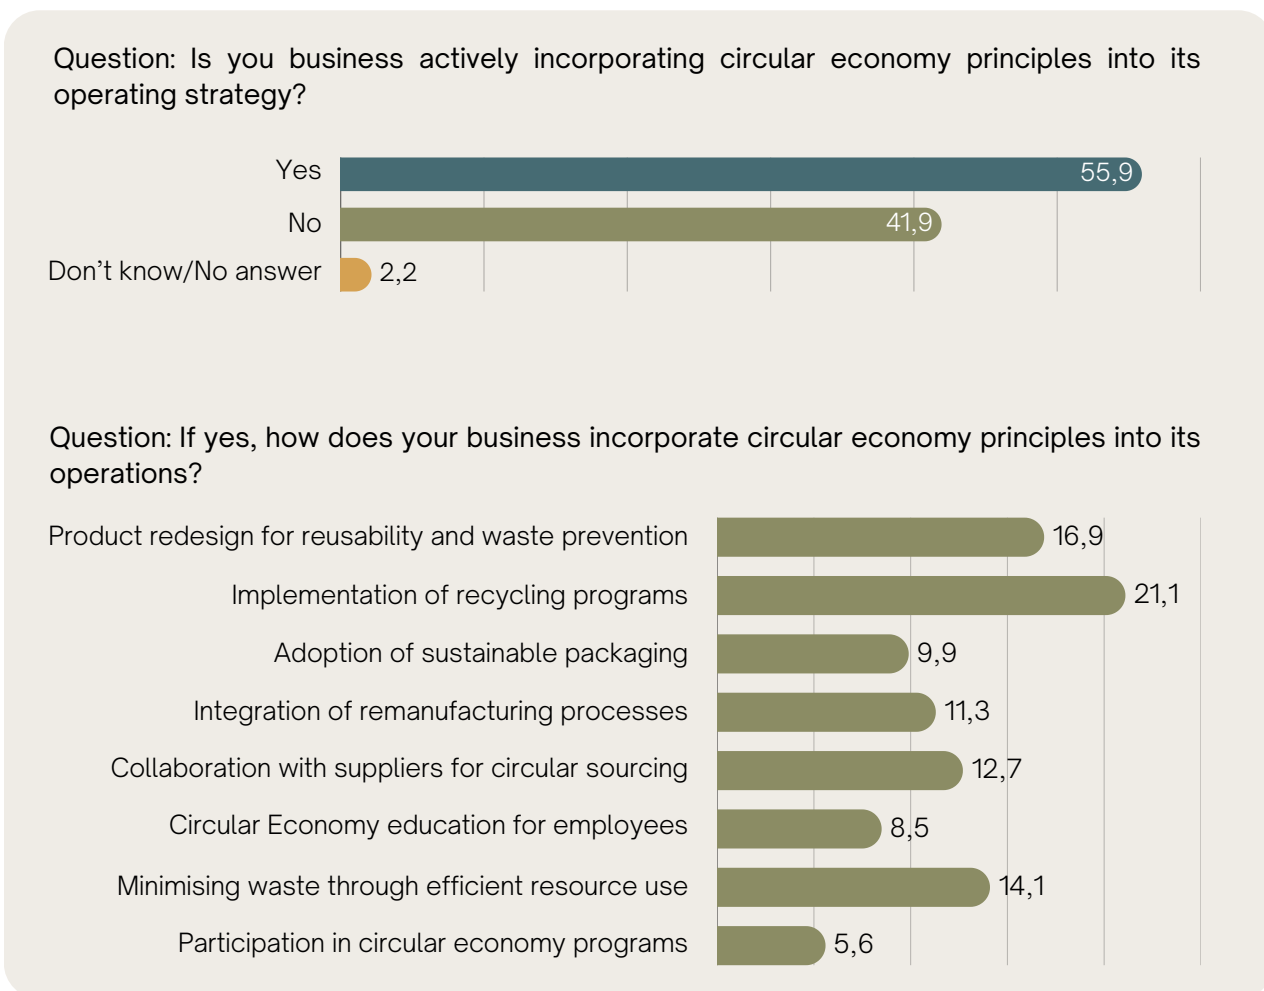 Question: Is you business actively incorporating circular economy principles into its
operating strategy?
Yes
55,9
No
41,9
Don't know/No answer
2,2
Question: If yes, how does your business incorporate circular economy principles into its
operations?
Product redesign for reusability and waste prevention
16,9
Implementation of recycling programs
21,1
Adoption of sustainable packaging
9,9
Integration of remanufacturing processes
11,3
Collaboration with suppliers for circular sourcing
12,7
Circular Economy education for employees
8,5
Minimising waste through efficient resource use
14,1
Participation in circular economy programs
5,6